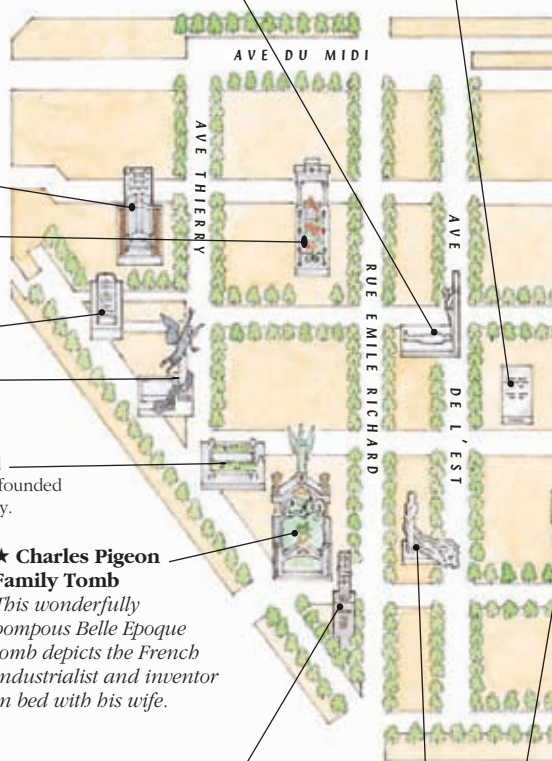 AVE DU MIDI
AVE THIERRY
AVE DE L'EST
RUE EMILE RICHARD
founded
y.
★ Charles Pigeon
Family Tomb
This wonderfully
pompous Belle Epoque
tomb depicts the French
industrialist and inventor
in bed with his wife.